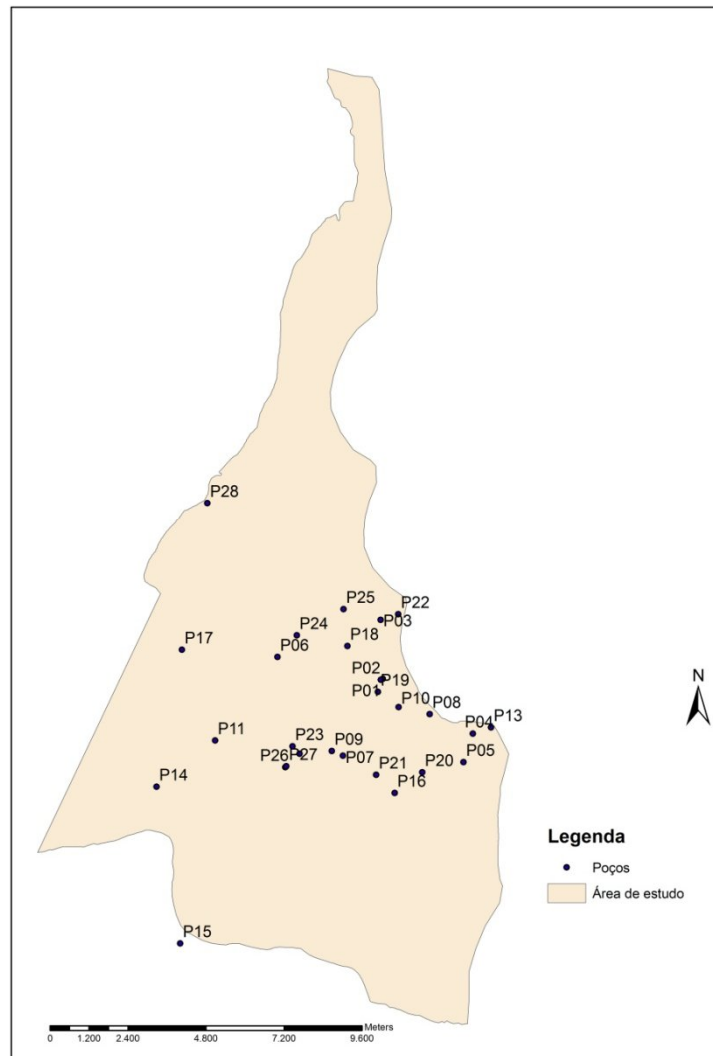 N
P28
P25
P22
P03
P24
P18
P17
P06
P02
P19
P01
P10
P08
P13
P04
P11
P23
P09
P05
P26
P27
P07
P21
P20
P14
P16
Legenda
Poços
Área de estudo
P15
Meters
0 1.200 2.400 4.800 7.200 9.600